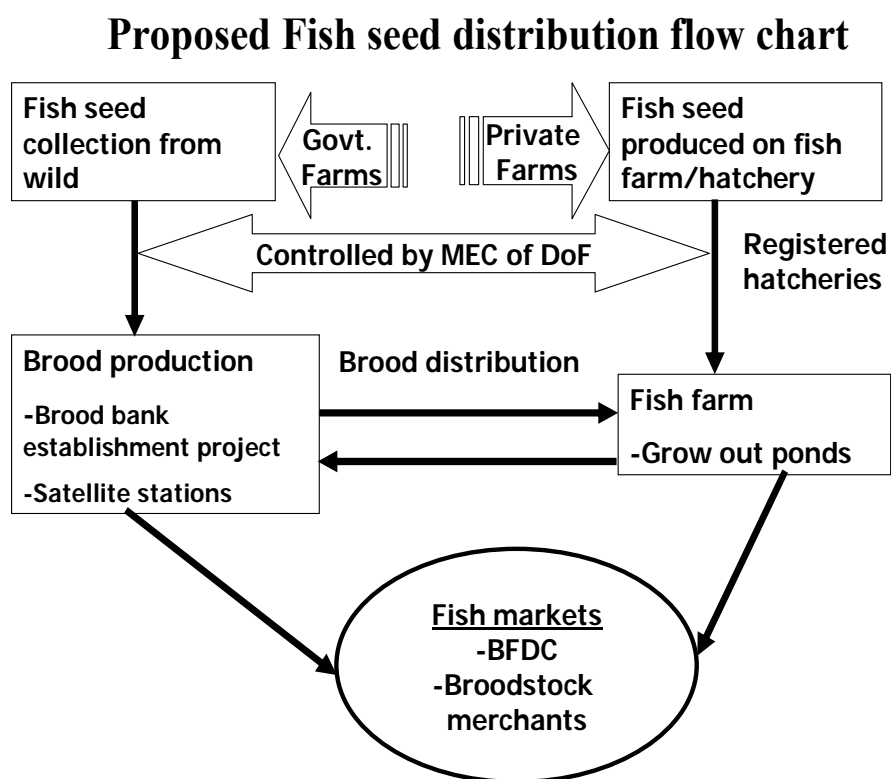 Proposed Fish seed distribution flow chart
Fish seed
collection from
wild
Govt.
Farms
Private
Farms
Fish seed
produced on fish
farm/hatchery
Controlled by MEC of DoF
Registered
hatcheries
Brood production
-Brood bank
establishment project
-Satellite stations
Brood distribution
Fish farm
-Grow out ponds
Fish markets
-BFDC
-Broodstock
merchants